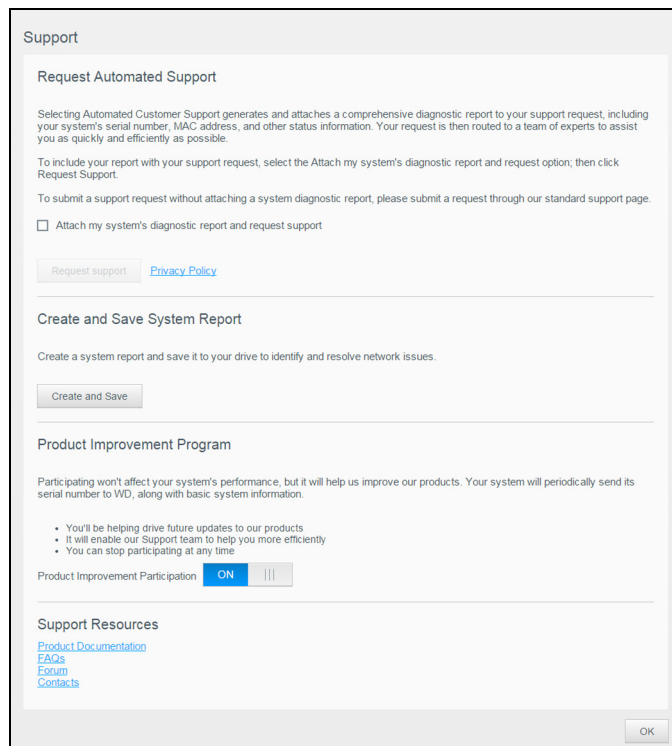 Support
Request Automated Support
Selecting Automated Customer Support generates and attaches a comprehensive diagnostic report to your support request, including
your system's serial number, MAC address, and other status information. Your request is then routed to a team of experts to assist
you as quickly and efficiently as possible.
To include your report with your support request, select the Attach my system's diagnostic report and request option; then click
Request Support.
To submit a support request without attaching a system diagnostic report, please submit a request through our standard support page.
Attach my system's diagnostic report and request support
Request support Privacy Policy
Create and Save System Report
Create a system report and save it to your drive to identify and resolve network issues.
Create and Save
Product Improvement Program
Participating won't affect your system's performance, but it will help us improve our products. Your system will periodically send its
serial number to WD, along with basic system information.
• You'll be helping drive future updates to our products
• It will enable our Support team to help you more efficiently
• You can stop participating at any time
Product Improvement Participation ON
Support Resources
Product Documentation
FAQs
Forum
Contacts
OK